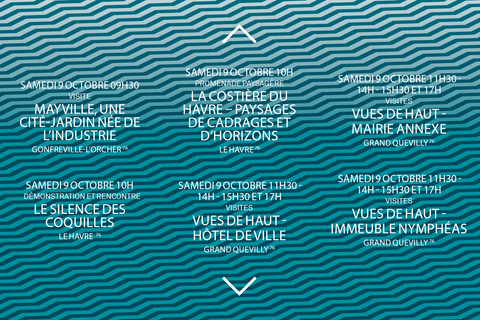 SAMEDI 9 OCTOBRE 09H30
VISITE
MAYVILLE, UNE
CITÉ-JARDIN NÉE DE
L'INDUSTRIE
GONFREVILLE-L'ORCHER 76
SAMEDI 9 OCTOBRE 10H
PROMENADE PAYSAGÈRE
LA COSTIÈRE DU
HAVRE – PAYSAGES
DE CADRAGES ET
D'HORIZONS
LE HAVRE 76
SAMEDI 9 OCTOBRE 11H30-
14H - 15H30 ET 17H
VISITES
VUES DE HAUT -
MAIRIE ANNEXE
GRAND QUEVILLY 76
SAMEDI 9 OCTOBRE 10H
DÉMONSTRATION ET RENCONTRE
LE SILENCE DES
COQUILLES
LE HAVRE 76
SAMEDI 9 OCTOBRE 11H30-
14H - 15H30 ET 17H
VISITES
VUES DE HAUT -
HÔTEL DE VILLE
GRAND QUEVILLY 76
SAMEDI 9 OCTOBRE 11H30-
14H - 15H30 ET 17H
VISITES
VUES DE HAUT -
IMMEUBLE NYMPHÉAS
GRAND QUEVILLY 76